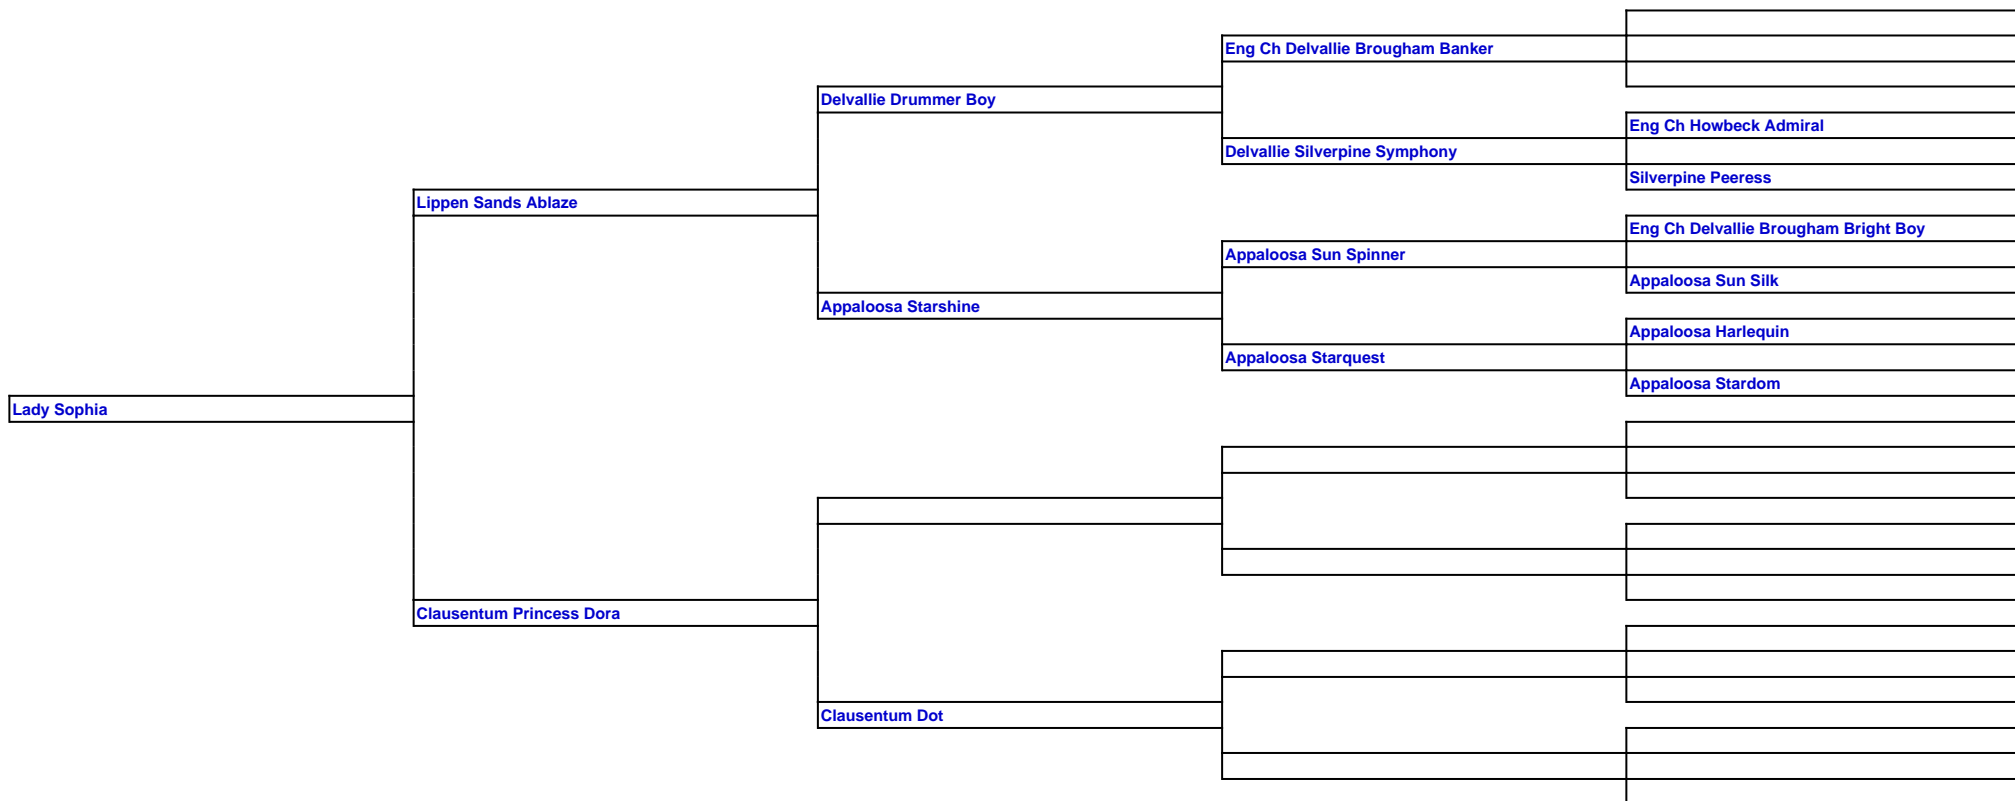 Eng Ch Delvallie Brougham Banker
Delvallie Drummer Boy
Eng Ch Howbeck Admiral
Delvallie Silverpine Symphony
Silverpine Peeress
Lippen Sands Ablaze
Eng Ch Delvallie Brougham Bright Boy
Appaloosa Sun Spinner
Appaloosa Sun Silk
Appaloosa Starshine
Appaloosa Harlequin
Appaloosa Starquest
Appaloosa Stardom
Lady Sophia
Clausentum Princess Dora
Clausentum Dot